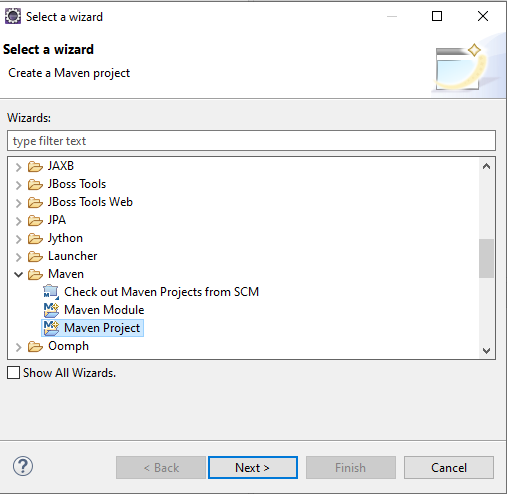 Select a wizard
Select a wizard
Create a Maven project
Wizards:
type filter text
JAXB
JBoss Tools
JBoss Tools Web
JPA
Jython
Launcher
Maven
Check out Maven Projects from SCM
Maven Module
Maven Project
Oomph
Show All Wizards.
? < Back Next > Finish Cancel